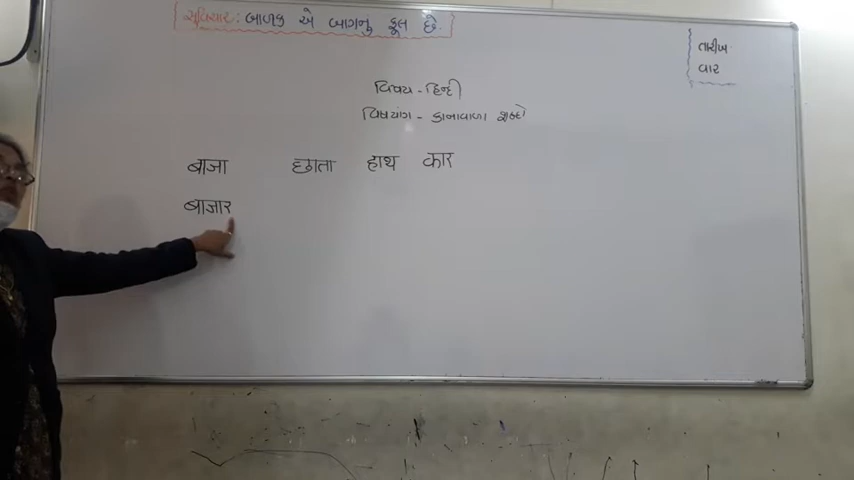 સુવિચાર: બાળક એ બાગનું ફૂલ છે.
તારીખ
વાર
વિષય - હિન્દી
વિષયાંગ - કાનાવાળા શબ્દો
बाजा छाता हाथ कार
बाजार